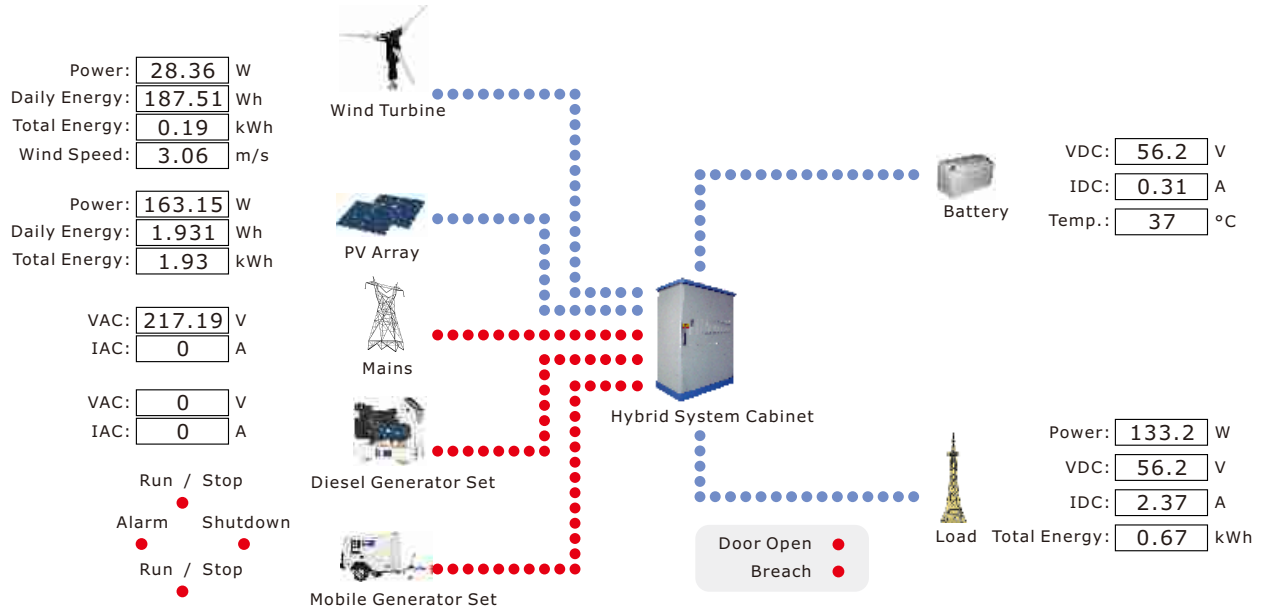 Power: 28.36 W
Daily Energy: 187.51 Wh
Total Energy: 0.19 kWh
Wind Speed: 3.06 m/s
Wind Turbine
Power: 163.15 W
Daily Energy: 1.931 Wh
Total Energy: 1.93 kWh
PV Array
VAC: 217.19 V
IAC: 0 A
Mains
VAC: 0 V
IAC: 0 A
Diesel Generator Set
Run / Stop
Alarm Shutdown
Run / Stop
Mobile Generator Set
Hybrid System Cabinet
Battery
VDC: 56.2 V
IDC: 0.31 A
Temp.: 37 °C
Load
Power: 133.2 W
VDC: 56.2 V
IDC: 2.37 A
Total Energy: 0.67 kWh
Door Open
Breach